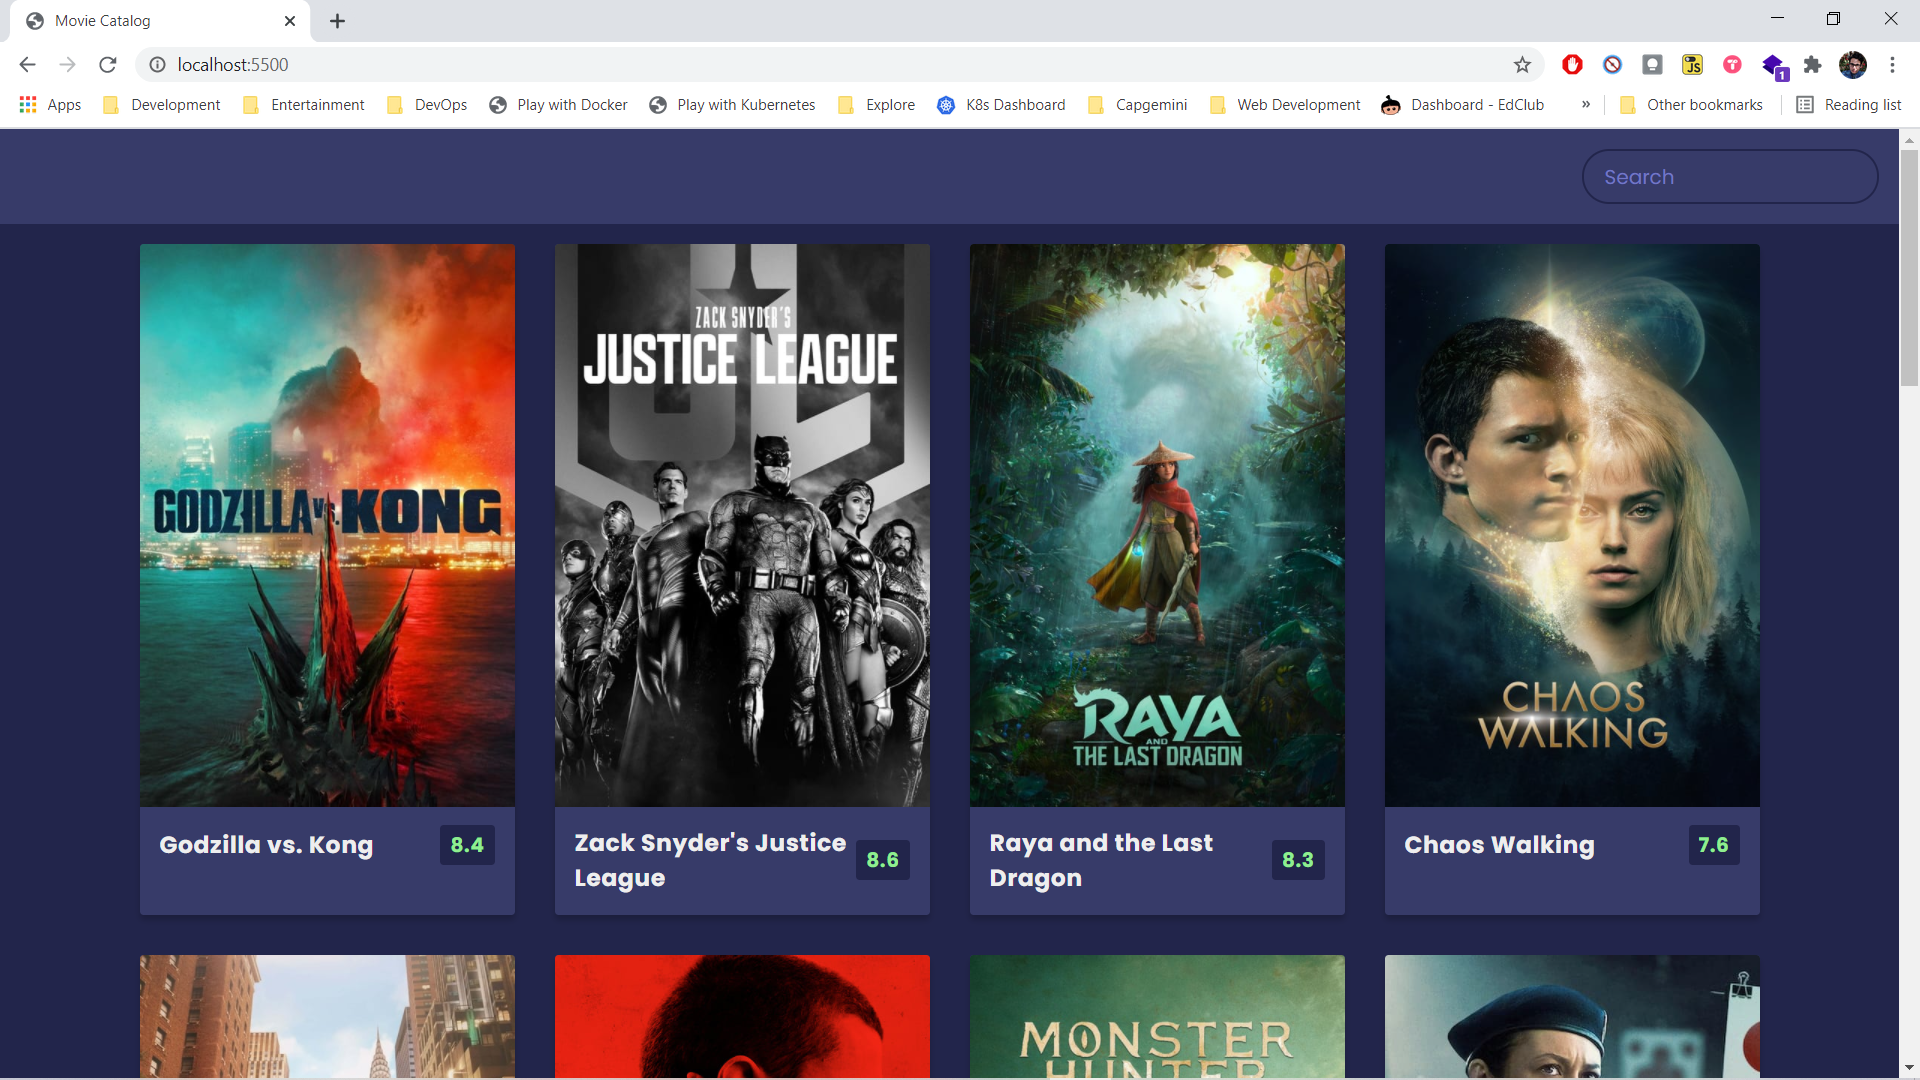 Movie Catalog
localhost:5500
Apps
Development
Entertainment
DevOps
Play with Docker
Play with Kubernetes
Explore
K8s Dashboard
Capgemini
Web Development
Dashboard - EdClub
»
Other bookmarks
Reading list
JS
T
1
Search
GODZILLA vs. KONG
ZACK SNYDER'S
JUSTICE LEAGUE
RAYA
AND
THE LAST DRAGON
CHAOS
WALKING
Godzilla vs. Kong
8.4
Zack Snyder's Justice
League
8.6
Raya and the Last
Dragon
8.3
Chaos Walking
7.6
MONSTER
HUNTER